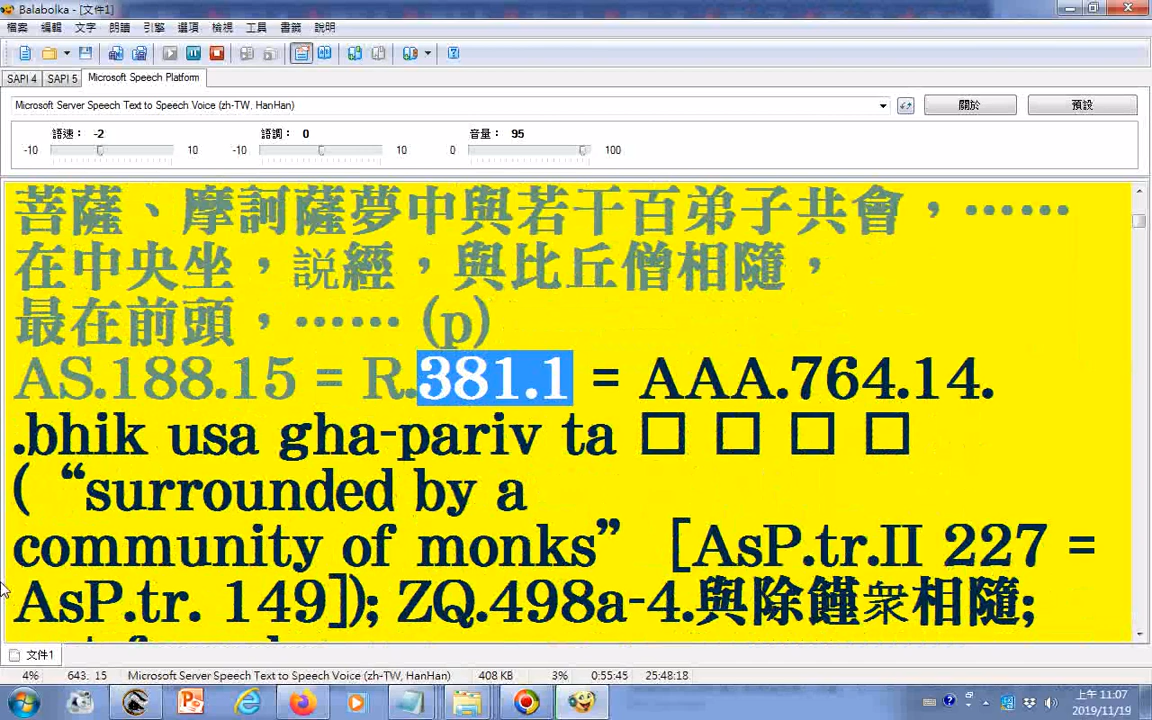 Balabolka - [文件1]
檔案 編輯 文字 朗讀 引擎 選項 檢視 工具 書籤 說明
SAPI 4 SAPI 5 Microsoft Speech Platform
Microsoft Server Speech Text to Speech Voice (zh-TW, HanHan) 關於 預設
語速： -2 語調： 0 音量： 95
-10 10 -10 10 0 100
菩薩、摩訶薩夢中與若干百弟子共會，……
在中央坐，説經，與比丘僧相隨，
最在前頭，…… (p)
AS.188.15 = R.381.1 = AAA.764.14.
.bhik usa gha-pariv ta □ □ □ □
( “surrounded by a
community of monks” [AsP.tr.II 227 =
AsP.tr. 149]); ZQ.498a-4.與除饉衆相隨;
文件1
4% 643, 15 Microsoft Server Speech Text to Speech Voice (zh-TW, HanHan) 408 KB 3% 0:55:45 25:48:18
上午 11:07
2019/11/19